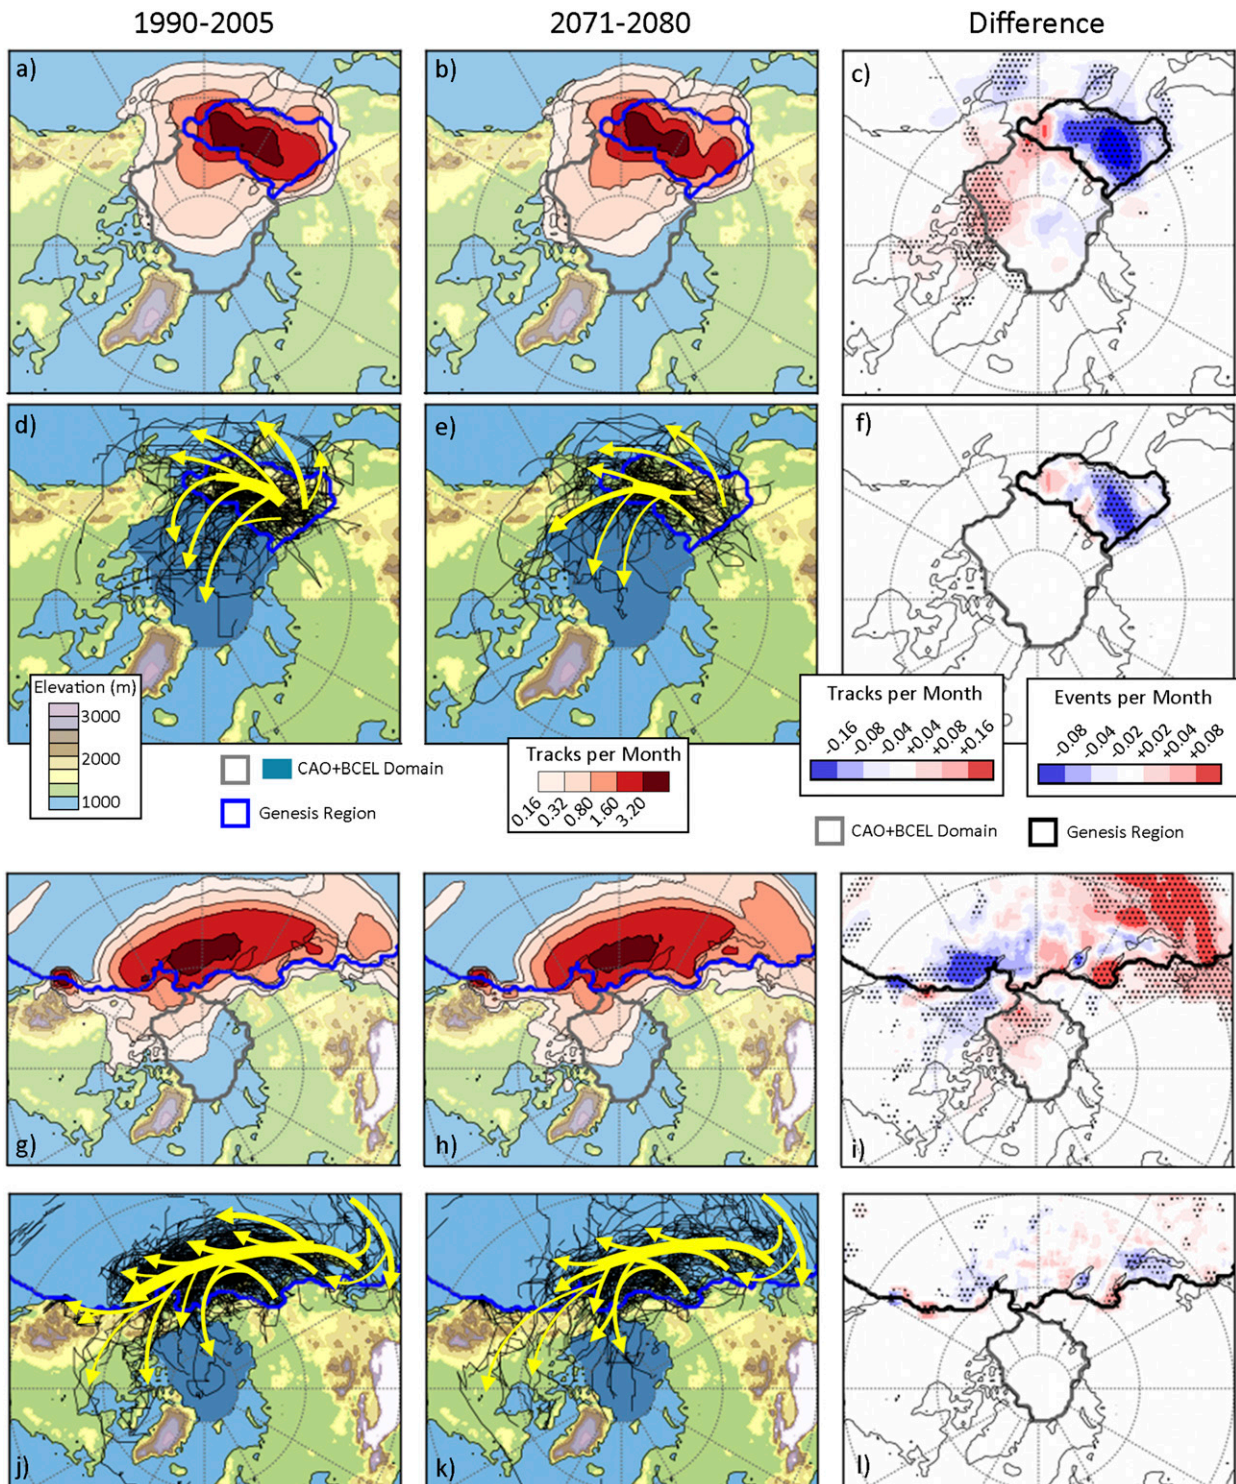 1990-2005
2071-2080
Difference
a)
b)
c)
d)
e)
f)
Elevation (m)
3000
2000
1000
CAO+BCEL Domain
Genesis Region
Tracks per Month
0.16
0.32
0.80
1.60
3.20
Tracks per Month
-0.16
-0.08
-0.04
+0.04
+0.08
+0.16
Events per Month
-0.08
-0.04
-0.02
+0.02
+0.04
+0.08
CAO+BCEL Domain
Genesis Region
g)
h)
i)
j)
k)
l)